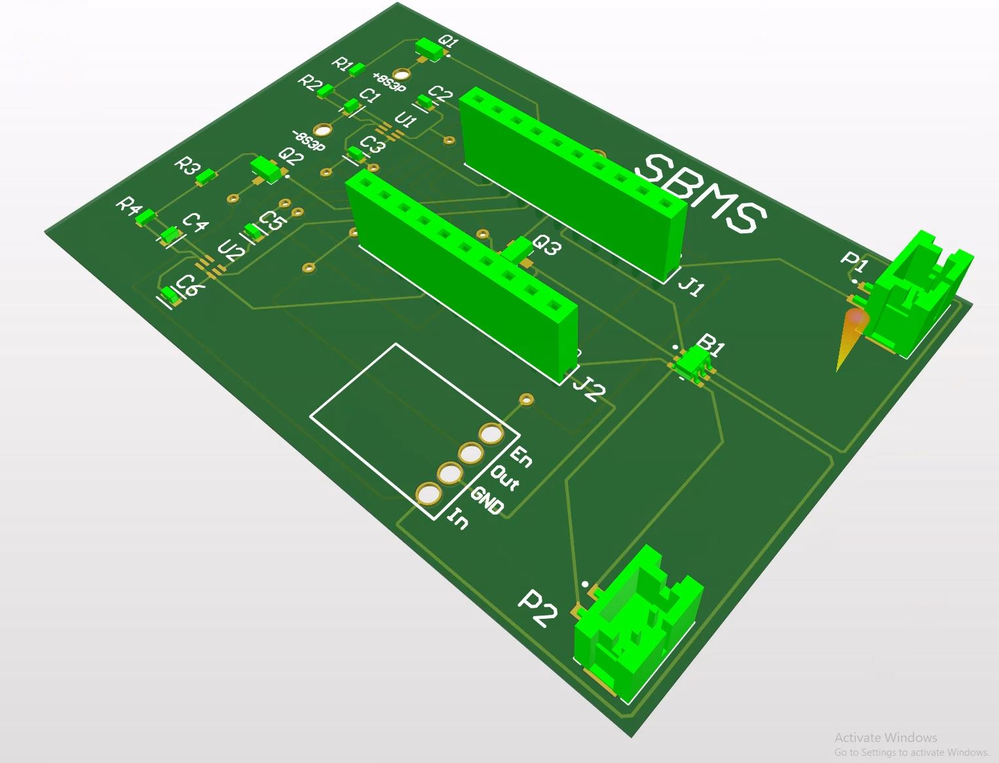 Q1
R1
+8S3P
R2
C1
C2
U1
-8S3P
C3
Q2
R3
SBMS
R4
C4
C5
U2
Q3
P1
C6
J1
B1
J2
En
Out
GND
In
P2
Activate Windows
Go to Settings to activate Windows.